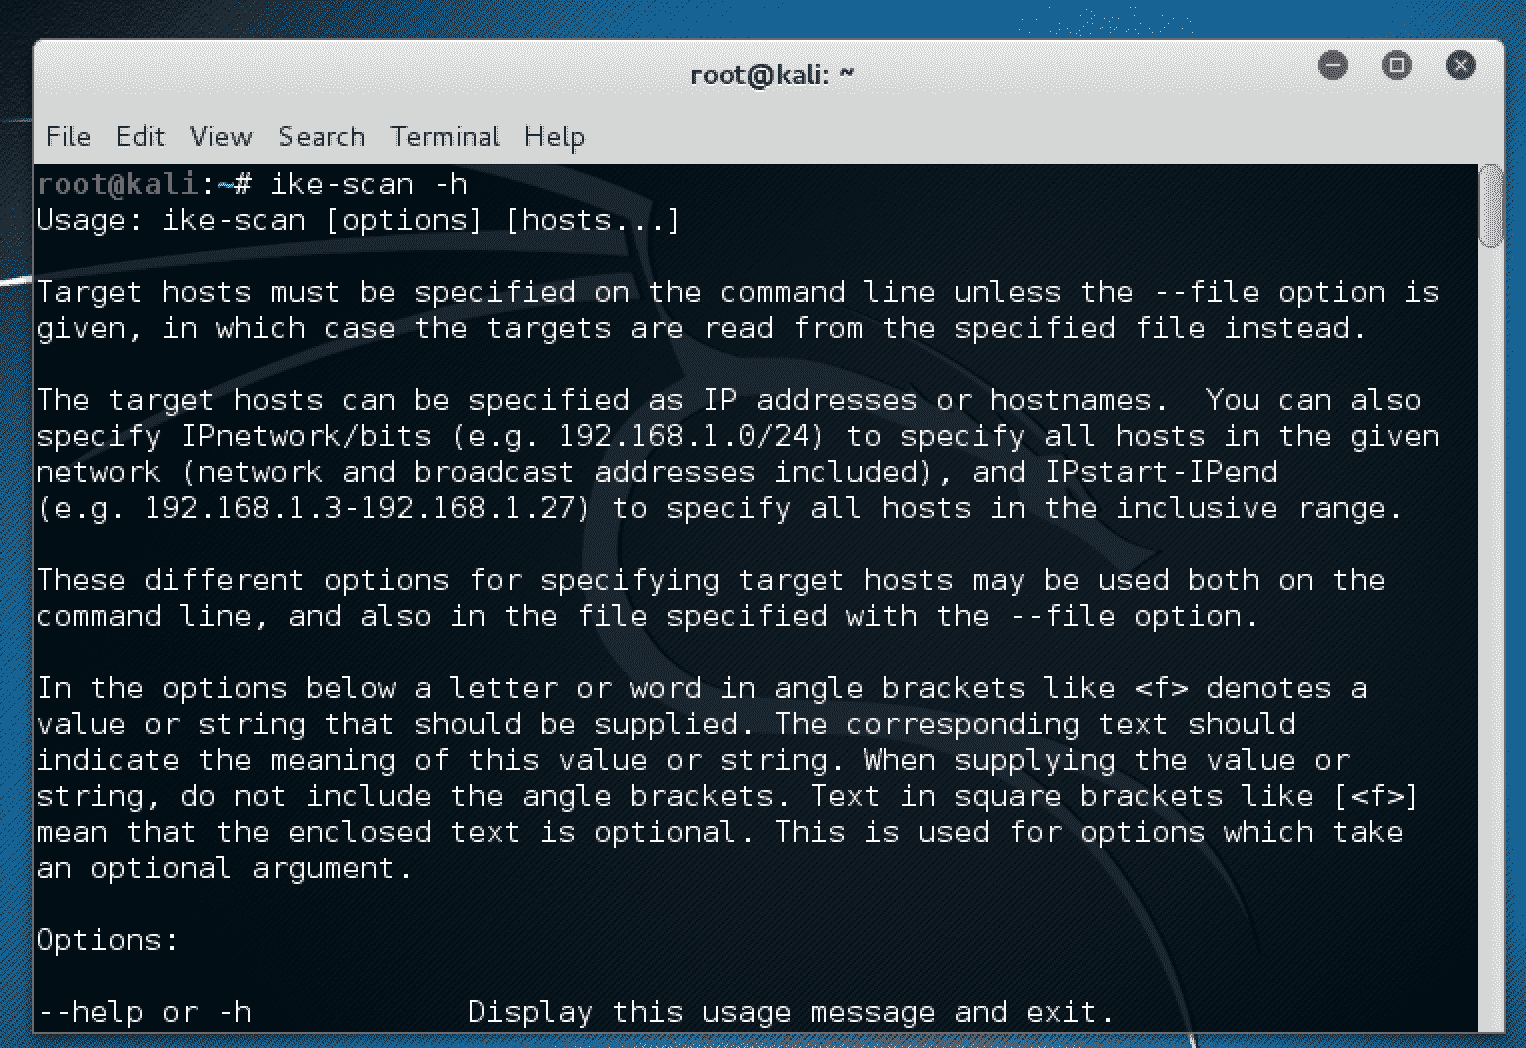 root@kali: ~
File Edit View Search Terminal Help
root@kali:~# ike-scan -h
Usage: ike-scan [options] [hosts...]
Target hosts must be specified on the command line unless the --file option is
given, in which case the targets are read from the specified file instead.
The target hosts can be specified as IP addresses or hostnames.  You can also
specify IPnetwork/bits (e.g. 192.168.1.0/24) to specify all hosts in the given
network (network and broadcast addresses included), and IPstart-IPend
(e.g. 192.168.1.3-192.168.1.27) to specify all hosts in the inclusive range.
These different options for specifying target hosts may be used both on the
command line, and also in the file specified with the --file option.
In the options below a letter or word in angle brackets like <f> denotes a
value or string that should be supplied. The corresponding text should
indicate the meaning of this value or string. When supplying the value or
string, do not include the angle brackets. Text in square brackets like [<f>]
mean that the enclosed text is optional. This is used for options which take
an optional argument.
Options:
--help or -h            Display this usage message and exit.